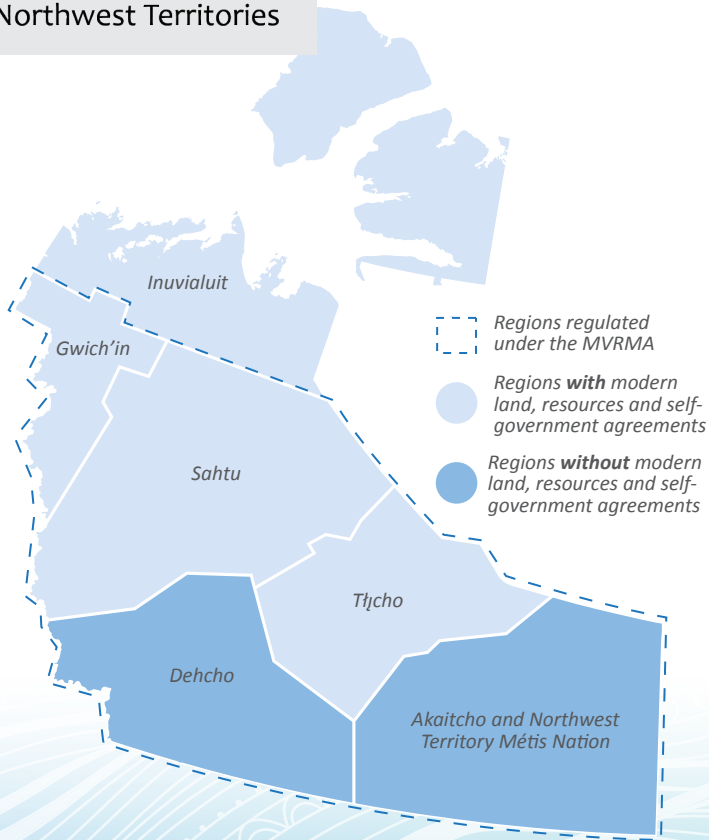 Northwest Territories
Inuvialuit
Gwich’in
Regions regulated
under the MVRMA
Regions with modern
land, resources and self-
government agreements
Regions without modern
land, resources and self-
government agreements
Sahtu
Tłı̨cho
Dehcho
Akaitcho and Northwest
Territory Métis Nation